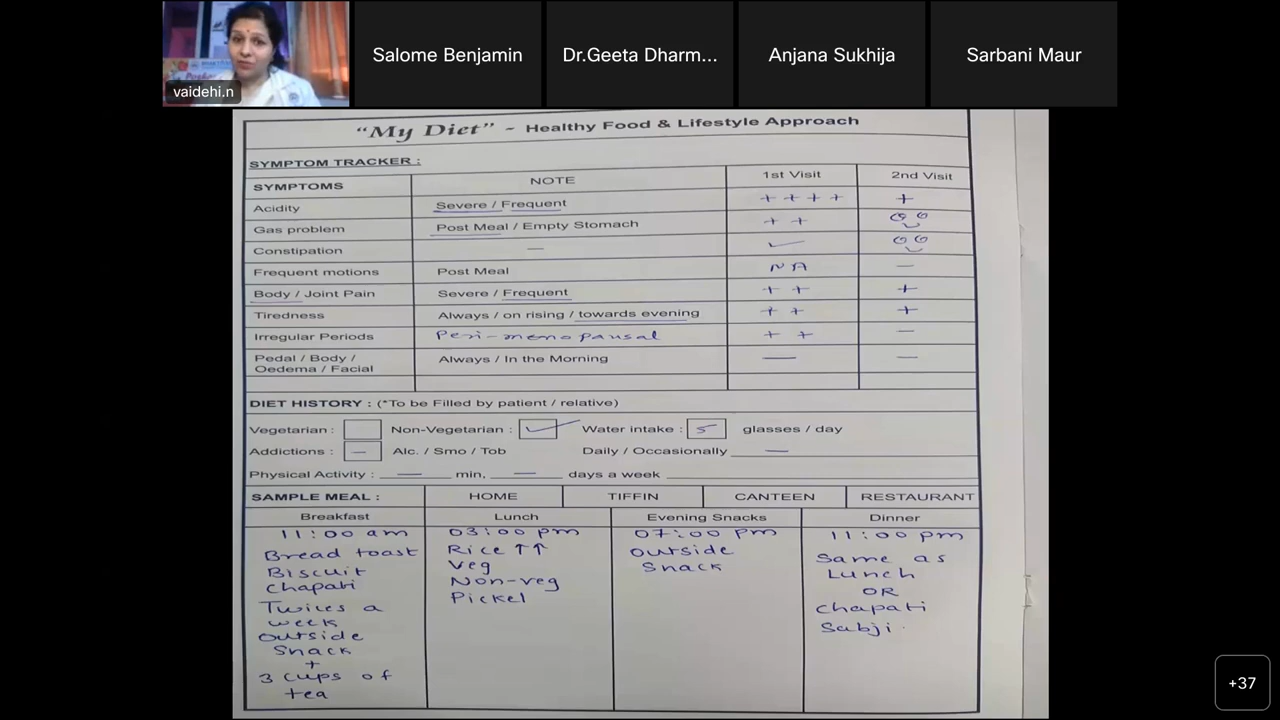 Salome Benjamin
Dr.Geeta Dharm...
Anjana Sukhija
Sarbani Maur
vaidehi.n
"My Diet" - Healthy Food & Lifestyle Approach
SYMPTOM TRACKER :
SYMPTOMS NOTE 1st Visit 2nd Visit
Acidity Severe / Frequent + + + + +
Gas problem Post Meal / Empty Stomach + +
Constipation — ✓
Frequent motions Post Meal NA —
Body / Joint Pain Severe / Frequent + + +
Tiredness Always / on rising / towards evening + + +
Irregular Periods Peri-menopausal + + —
Pedal / Body / Always / In the Morning — —
Oedema / Facial
DIET HISTORY : (*To be Filled by patient / relative)
Vegetarian : Non-Vegetarian : ✓ Water intake : 5 glasses / day
Addictions : — Alc. / Smo / Tob Daily / Occasionally —
Physical Activity : — min, — days a week
SAMPLE MEAL : HOME TIFFIN CANTEEN RESTAURANT
Breakfast Lunch Evening Snacks Dinner
11:00 am 03:00 pm 07:00 pm 11:00 pm
Bread toast Rice ↑↑ outside Same as
Biscuit Veg Snack Lunch
chapati Non-veg OR
Twices a Pickel chapati
week Sabji.
outside
Snack
+
3 cups of
tea
+37